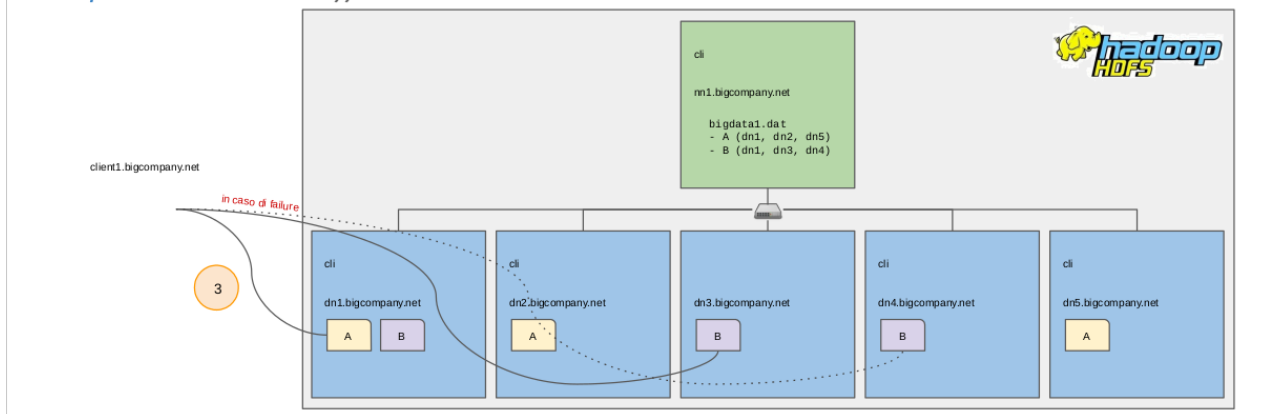 hadoop
HDFS
cli
nn1.bigcompany.net
bigdata1.dat
- A (dn1, dn2, dn5)
- B (dn1, dn3, dn4)
client1.bigcompany.net
in caso di failure
3
cli
dn1.bigcompany.net
A
B
cli
dn2.bigcompany.net
A
dn3.bigcompany.net
B
cli
dn4.bigcompany.net
B
cli
dn5.bigcompany.net
A